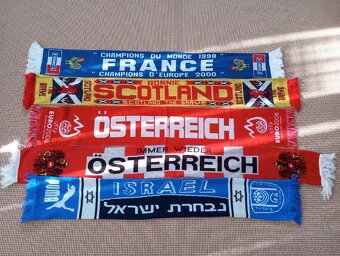 "CHAMPIONS DU MONDE 1998"
FRANCE
"CHAMPIONS D'EUROPE 2000"
BONNIE
SCOTLAND
SCOTLAND THE BRAVE
ÖSTERREICH
IMMER WIEDER
ÖSTERREICH
ISRAEL
נבחרת ישראל